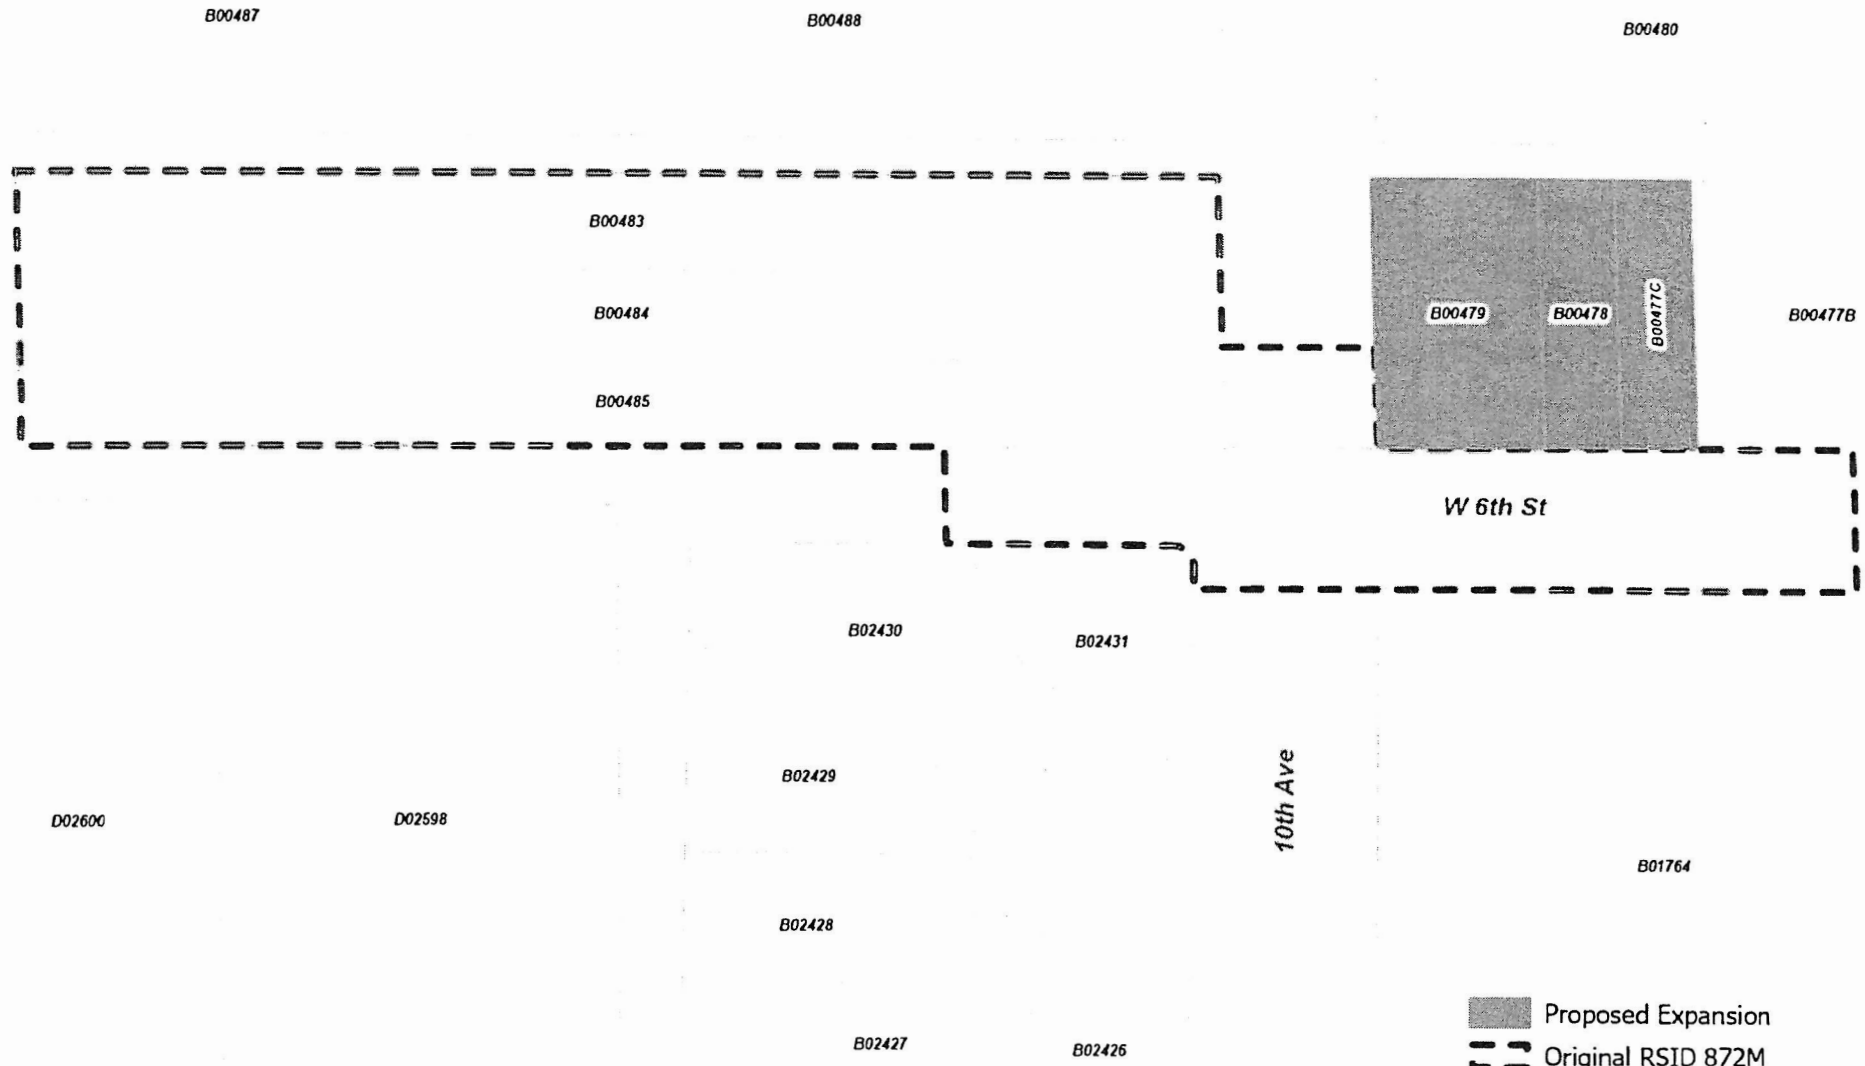 B00487
B00488
B00480
B00483
B00484
B00479
B00478
B00477C
B00477B
B00485
W 6th St
B02430
B02431
B02429
10th Ave
D02600
D02598
B01764
B02428
Proposed Expansion
B02427
B02426
Original RSID 872M